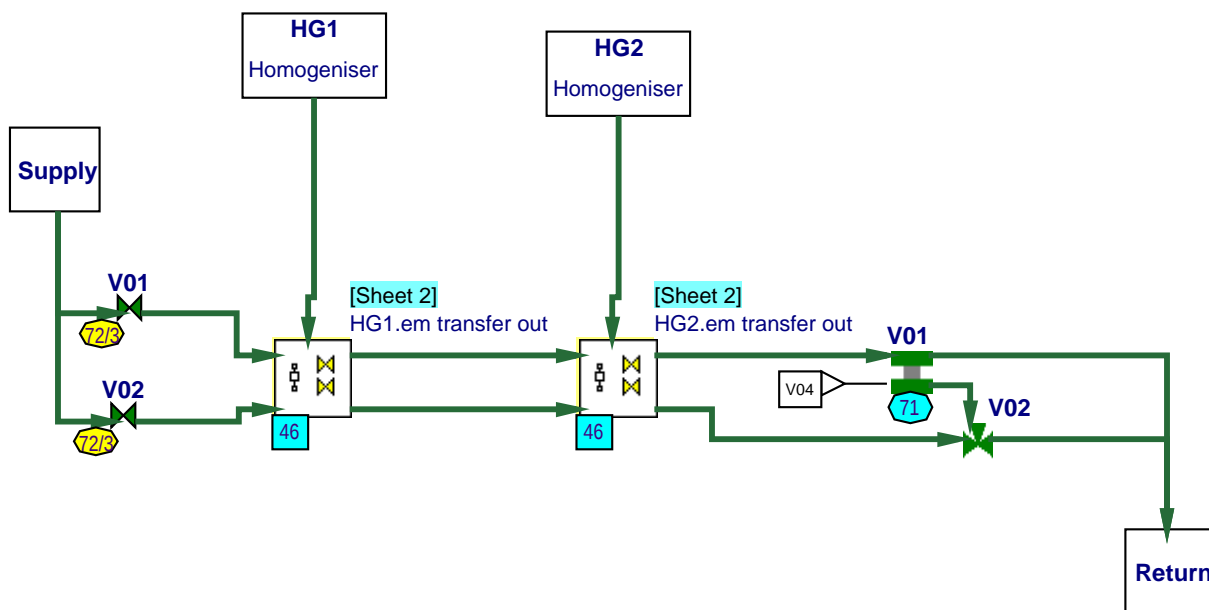 HG1
Homogeniser
HG2
Homogeniser
Supply
V01
72/3
V02
72/3
[Sheet 2]
HG1.em transfer out
46
[Sheet 2]
HG2.em transfer out
46
V01
V04
71
V02
Return